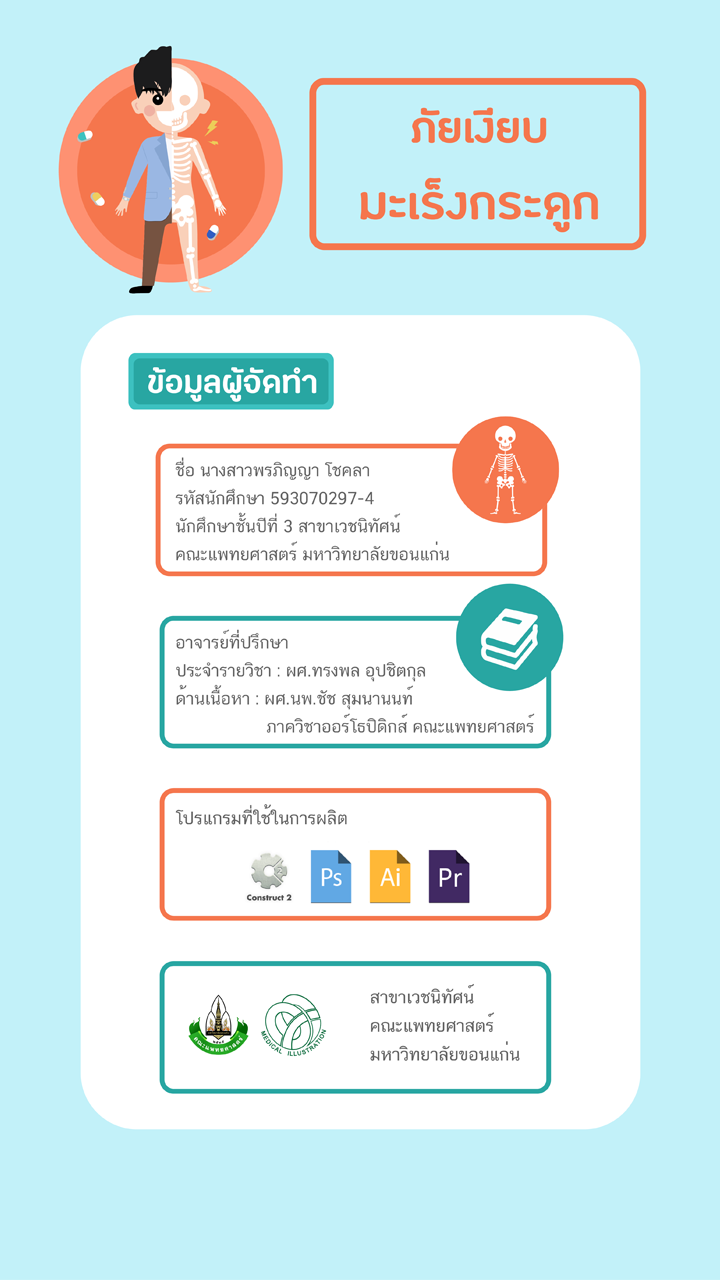 ภัยเงียบ
มะเร็งกระดูก
ข้อมูลผู้จัดทำ
ชื่อ นางสาวพรภิญญา โชคลา
รหัสนักศึกษา 593070297-4
นักศึกษาชั้นปีที่ 3 สาขาเวชนิทัศน์
คณะแพทยศาสตร์ มหาวิทยาลัยขอนแก่น
อาจารย์ที่ปรึกษา
ประจำรายวิชา : ผศ.ทรงพล อุปชิตกุล
ด้านเนื้อหา : ผศ.นพ.ชัช สุมนานนท์
ภาควิชาออร์โธปิดิกส์ คณะแพทยศาสตร์
โปรแกรมที่ใช้ในการผลิต
Construct 2
Ps
Ai
Pr
คณะแพทยศาสตร์
MEDICAL ILLUSTRATION
สาขาเวชนิทัศน์
คณะแพทยศาสตร์
มหาวิทยาลัยขอนแก่น